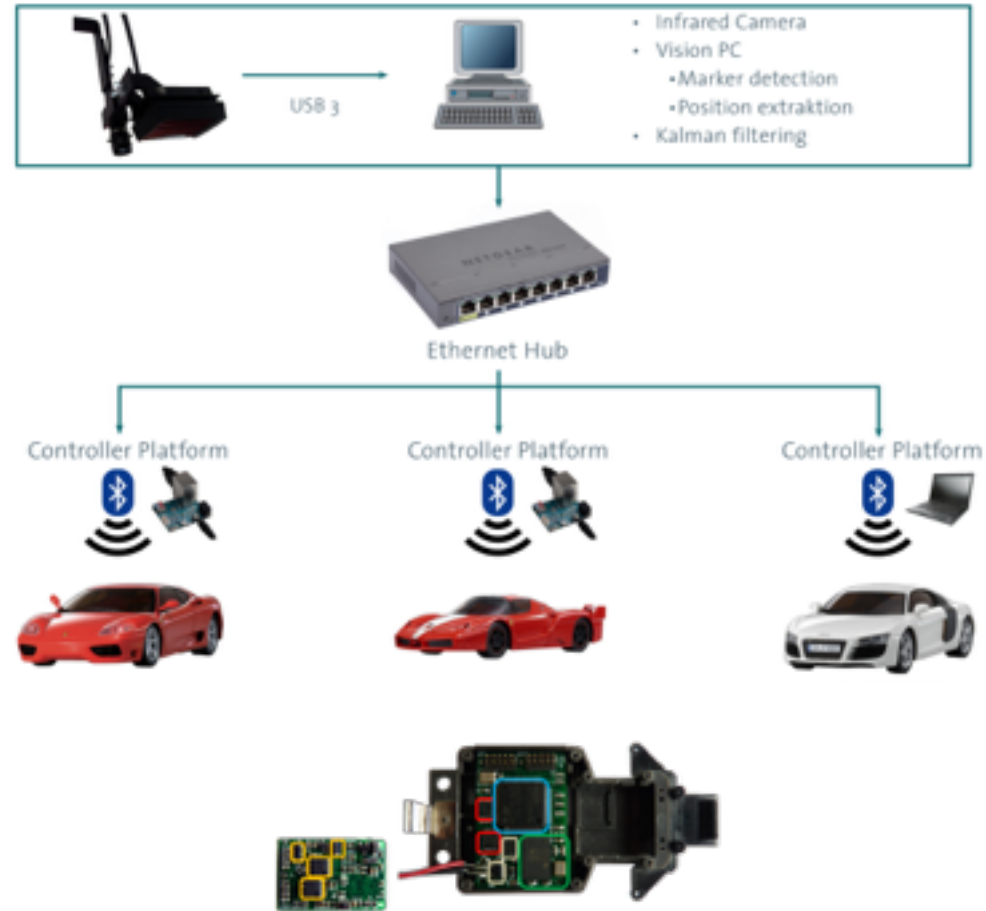 • Infrared Camera
• Vision PC
▪Marker detection
▪Position extraktion
• Kalman filtering
USB 3
NETGEAR
Ethernet Hub
Controller Platform
Controller Platform
Controller Platform